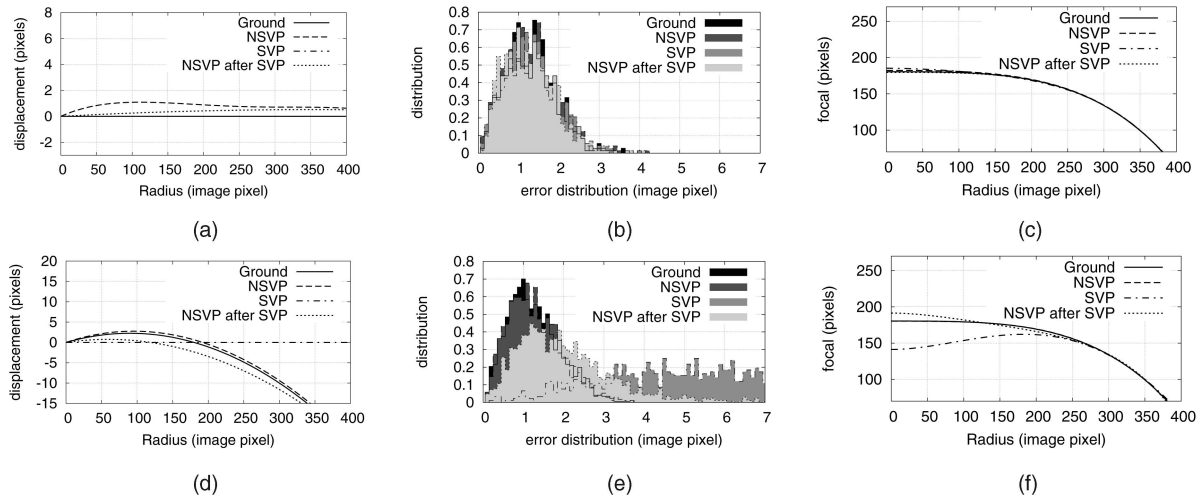 8
6
4
2
0
-2
0 50 100 150 200 250 300 350 400
displacement (pixels)
Radius (image pixel)
Ground
NSVP
SVP
NSVP after SVP
(a)
0.8
0.7
0.6
0.5
0.4
0.3
0.2
0.1
0
0 1 2 3 4 5 6 7
distribution
error distribution (image pixel)
Ground
NSVP
SVP
NSVP after SVP
(b)
250
200
150
100
0 50 100 150 200 250 300 350 400
focal (pixels)
Radius (image pixel)
Ground
NSVP
SVP
NSVP after SVP
(c)
20
15
10
5
0
-5
-10
-15
0 50 100 150 200 250 300 350 400
displacement (pixels)
Radius (image pixel)
Ground
NSVP
SVP
NSVP after SVP
(d)
0.8
0.7
0.6
0.5
0.4
0.3
0.2
0.1
0
0 1 2 3 4 5 6 7
distribution
error distribution (image pixel)
Ground
NSVP
SVP
NSVP after SVP
(e)
250
200
150
100
0 50 100 150 200 250 300 350 400
focal (pixels)
Radius (image pixel)
Ground
NSVP
SVP
NSVP after SVP
(f)